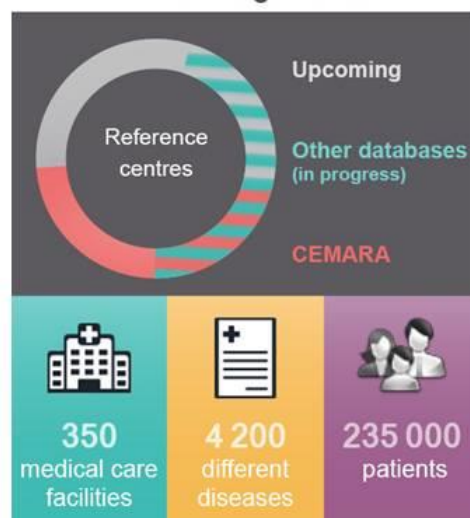 Reference
centres
Upcoming
Other databases
(in progress)
CEMARA
350
medical care
facilities
4 200
different
diseases
235 000
patients